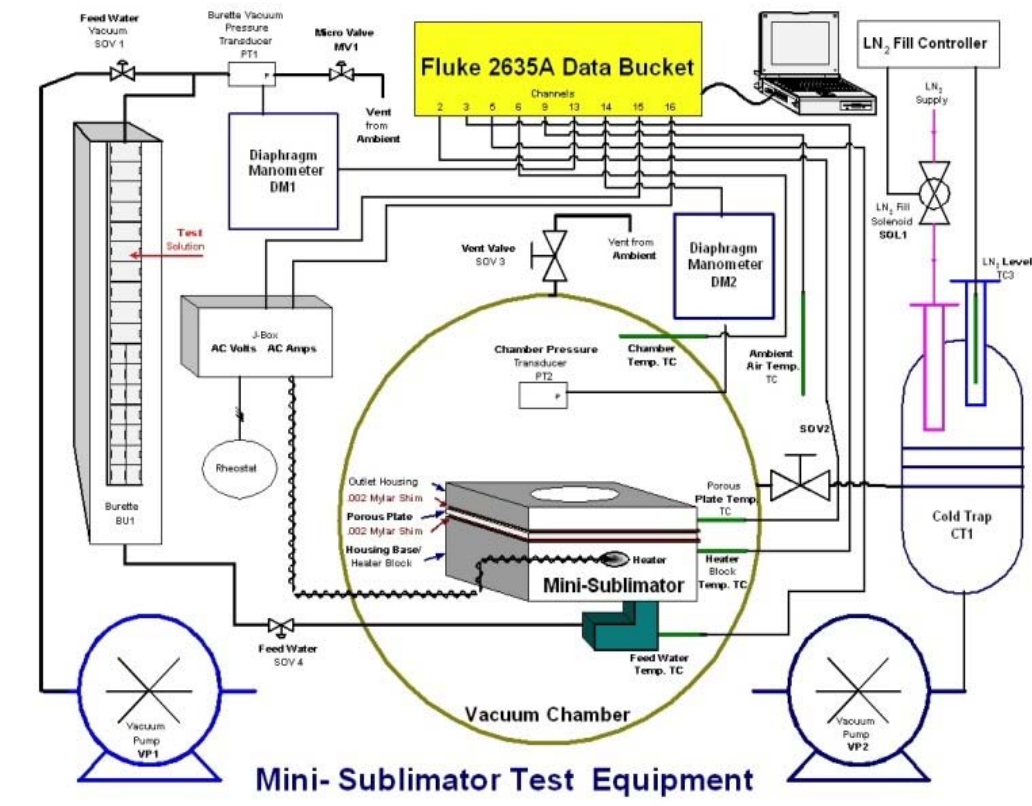 Feed Water
Vacuum
SOV 1
Burette Vacuum
Pressure
Transducer
PT1
P
Micro Valve
MV1
Vent
from
Ambient
Fluke 2635A Data Bucket
Channels
2 3 5 6 9 13 14 15 16
LN2 Fill Controller
LN2
Supply
LN2 Fill
Solenoid
SOL1
LN2 Level
TC3
Diaphragm
Manometer
DM1
Test
Solution
Vent Valve
SOV 3
Vent from
Ambient
Diaphragm
Manometer
DM2
J-Box
AC Volts AC Amps
Chamber Pressure
Transducer
PT2
P
Chamber
Temp. TC
Ambient
Air Temp.
TC
SOV2
Rheostat
Burette
BU1
Outlet Housing
.002 Mylar Shim
Porous Plate
.002 Mylar Shim
Housing Base/
Heater Block
Porous
Plate Temp.
TC
Heater
Block
Temp. TC
Heater
Mini-Sublimator
Cold Trap
CT1
Feed Water
SOV 4
Feed Water
Temp. TC
Vacuum Chamber
Vacuum
Pump
VP1
Vacuum
Pump
VP2
Mini- Sublimator Test Equipment